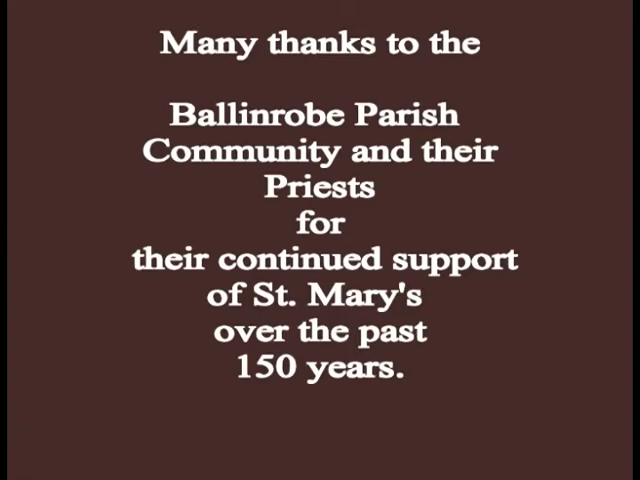 Many thanks to the
Ballinrobe Parish
Community and their
Priests
for
their continued support
of St. Mary's
over the past
150 years.